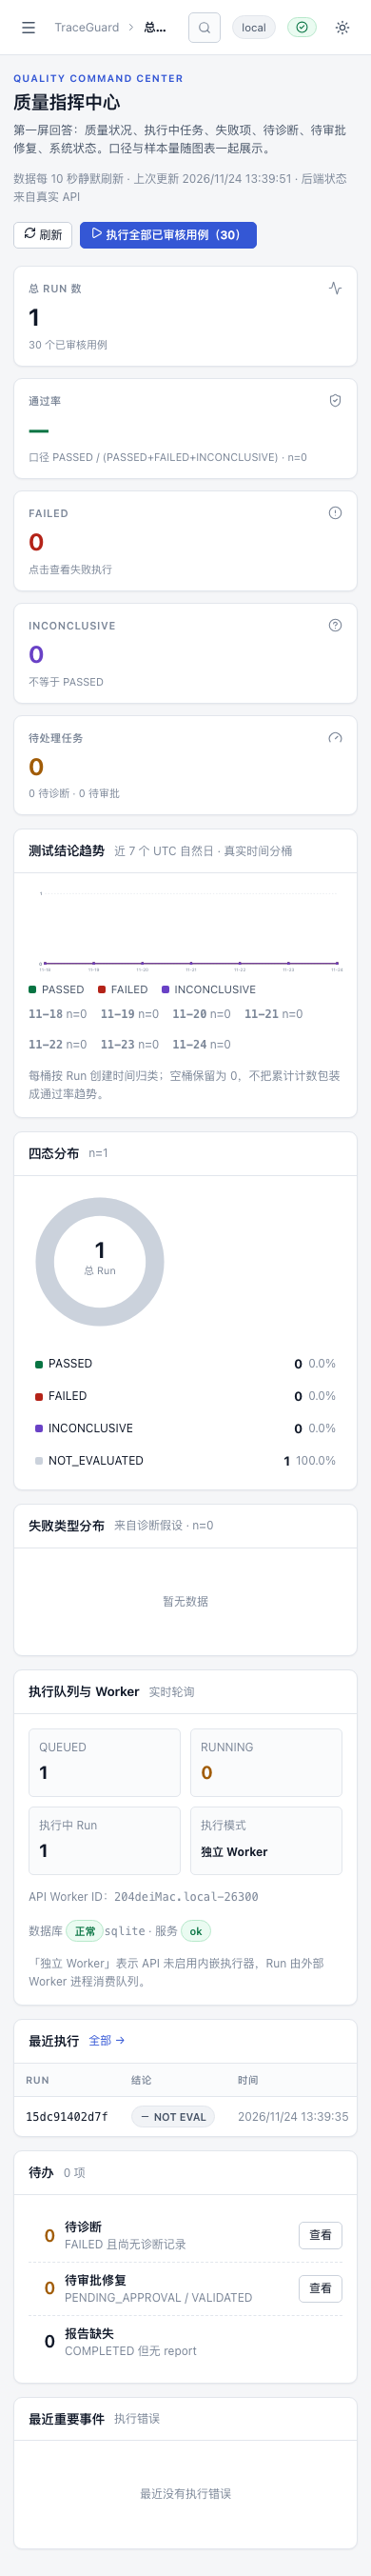 TraceGuard > 总... local
QUALITY COMMAND CENTER
质量指挥中心
第一屏回答：质量状况、执行中任务、失败项、待诊断、待审批
修复、系统状态。口径与样本量随图表一起展示。
数据每 10 秒静默刷新 · 上次更新 2026/11/24 13:39:51 · 后端状态
来自真实 API
刷新 执行全部已审核用例（30）
总 RUN 数
1
30 个已审核用例
通过率
—
口径 PASSED / (PASSED+FAILED+INCONCLUSIVE) · n=0
FAILED
0
点击查看失败执行
INCONCLUSIVE
0
不等于 PASSED
待处理任务
0
0 待诊断 · 0 待审批
测试结论趋势 近 7 个 UTC 自然日 · 真实时间分桶
1
0
11-18 11-19 11-20 11-21 11-22 11-23 11-24
PASSED FAILED INCONCLUSIVE
11-18 n=0 11-19 n=0 11-20 n=0 11-21 n=0
11-22 n=0 11-23 n=0 11-24 n=0
每桶按 Run 创建时间归类；空桶保留为 0，不把累计计数包装
成通过率趋势。
四态分布 n=1
1
总 Run
PASSED 0 0.0%
FAILED 0 0.0%
INCONCLUSIVE 0 0.0%
NOT_EVALUATED 1 100.0%
失败类型分布 来自诊断假设 · n=0
暂无数据
执行队列与 Worker 实时轮询
QUEUED RUNNING
1 0
执行中 Run 执行模式
1 独立 Worker
API Worker ID：204deiMac.local-26300
数据库 正常 sqlite · 服务 ok
「独立 Worker」表示 API 未启用内嵌执行器，Run 由外部
Worker 进程消费队列。
最近执行 全部 →
RUN 结论 时间
15dc91402d7f — NOT EVAL 2026/11/24 13:39:35
待办 0 项
0 待诊断 查看
FAILED 且尚无诊断记录
0 待审批修复 查看
PENDING_APPROVAL / VALIDATED
0 报告缺失
COMPLETED 但无 report
最近重要事件 执行错误
最近没有执行错误